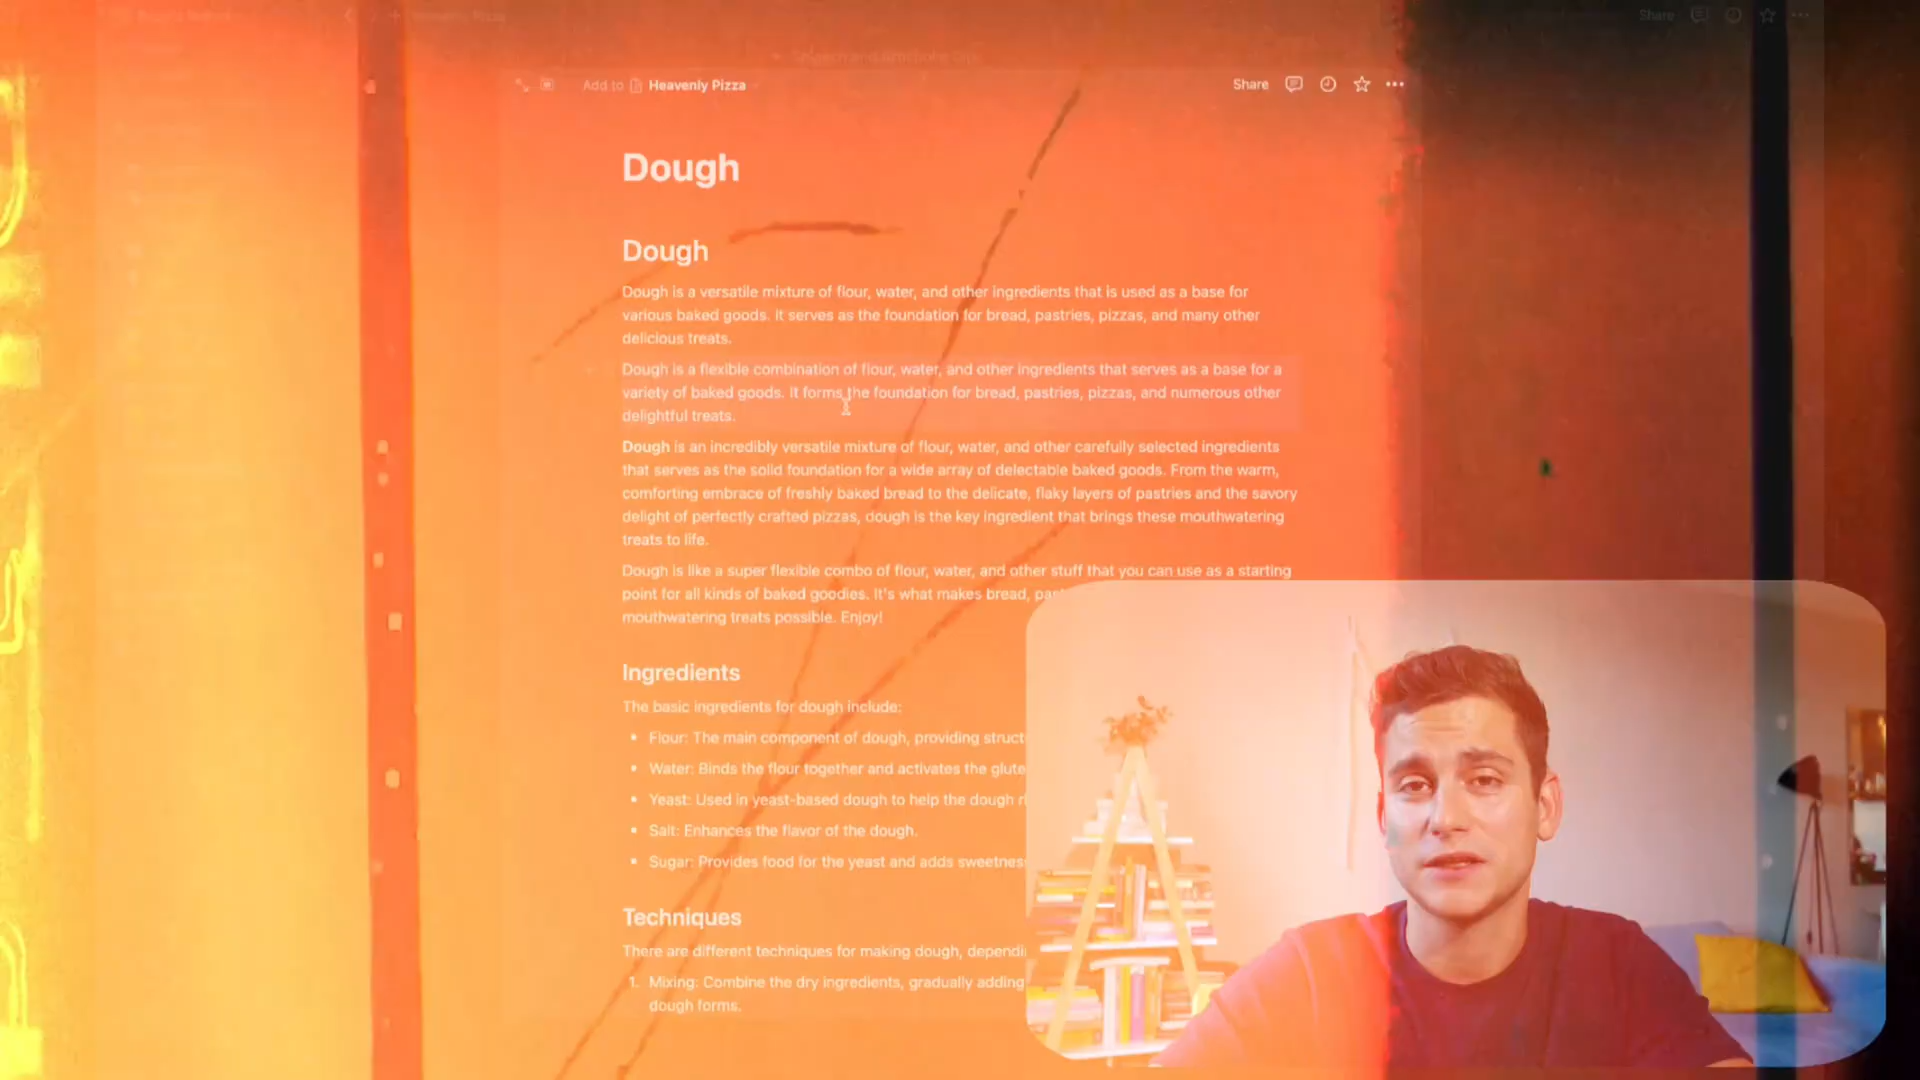 Share
Add to Heavenly Pizza
Share
Dough
Dough
Dough is a versatile mixture of flour, water, and other ingredients that is used as a base for
various baked goods. It serves as the foundation for bread, pastries, pizzas, and many other
delicious treats.
Dough is a flexible combination of flour, water, and other ingredients that serves as a base for a
variety of baked goods. It forms the foundation for bread, pastries, pizzas, and numerous other
delightful treats.
Dough is an incredibly versatile mixture of flour, water, and other carefully selected ingredients
that serves as the solid foundation for a wide array of delectable baked goods. From the warm,
comforting embrace of freshly baked bread to the delicate, flaky layers of pastries and the savory
delight of perfectly crafted pizzas, dough is the key ingredient that brings these mouthwatering
treats to life.
Dough is like a super flexible combo of flour, water, and other stuff that you can use as a starting
point for all kinds of baked goodies. It's what makes bread,
mouthwatering treats possible. Enjoy!
Ingredients
The basic ingredients for dough include:
• Flour: The main component of dough, providing struct
• Water: Binds the flour together and activates the glute
• Yeast: Used in yeast-based dough to help the dough
• Salt: Enhances the flavor of the dough.
• Sugar: Provides food for the yeast and adds sweetnes
Techniques
There are different techniques for making dough, dependi
1. Mixing: Combine the dry ingredients, gradually adding
dough forms.